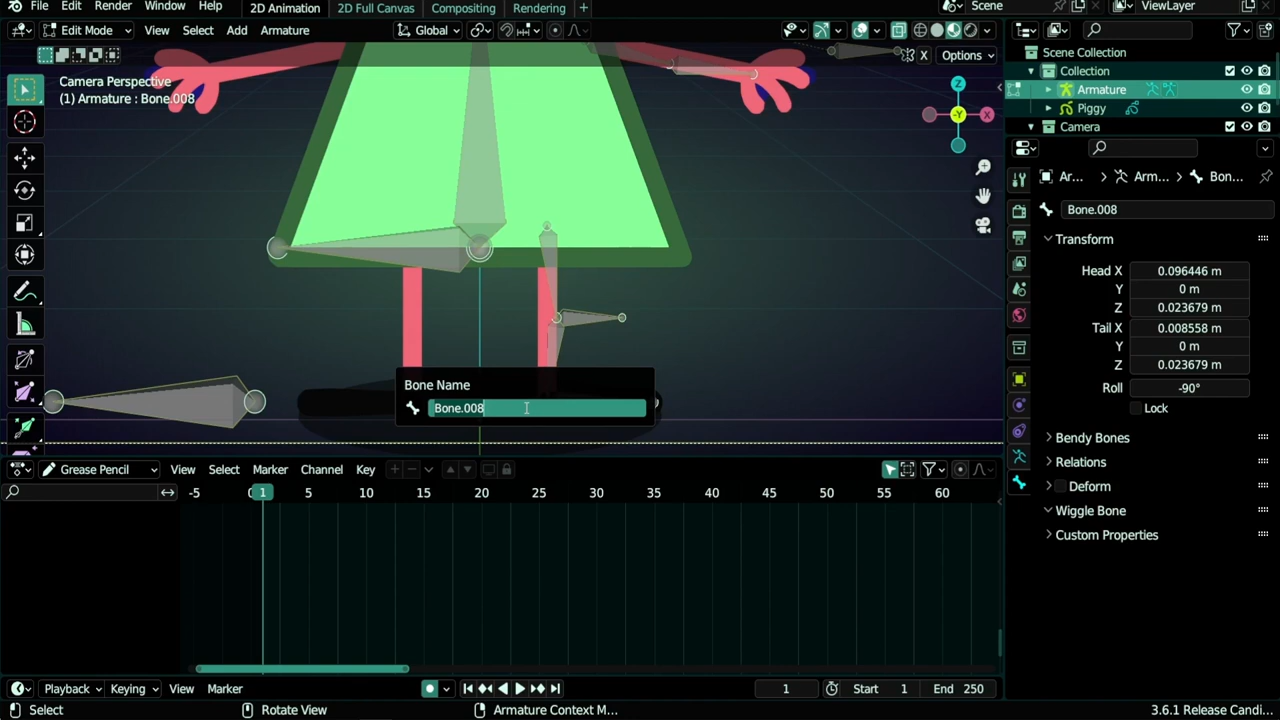 File Edit Render Window Help 2D Animation 2D Full Canvas Compositing Rendering + Scene ViewLayer
Edit Mode View Select Add Armature Global Options
X
Camera Perspective
(1) Armature : Bone.008
Z
-Y
X
Scene Collection
Collection
Armature
Piggy
Camera
Ar... Arm... Bon...
Bone.008
Transform
Head X 0.096446 m
Y 0 m
Z 0.023679 m
Tail X 0.008558 m
Y 0 m
Z 0.023679 m
Roll -90°
Lock
Bendy Bones
Relations
Deform
Wiggle Bone
Custom Properties
Bone Name
Bone.008
Grease Pencil View Select Marker Channel Key
-5 0 1 5 10 15 20 25 30 35 40 45 50 55 60
Playback Keying View Marker 1 Start 1 End 250
Select Rotate View Armature Context M... 3.6.1 Release Candi...